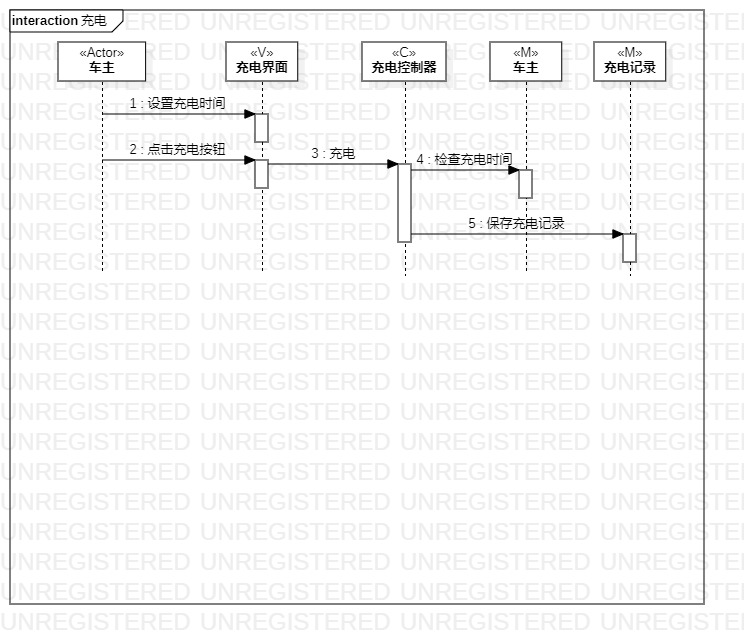 interaction 充电
«Actor»
车主
«V»
充电界面
«C»
充电控制器
«M»
车主
«M»
充电记录
1 : 设置充电时间
2 : 点击充电按钮
3 : 充电
4 : 检查充电时间
5 : 保存充电记录
UNREGISTERED UNREGISTERED UNREGISTERED UNREGISTERED